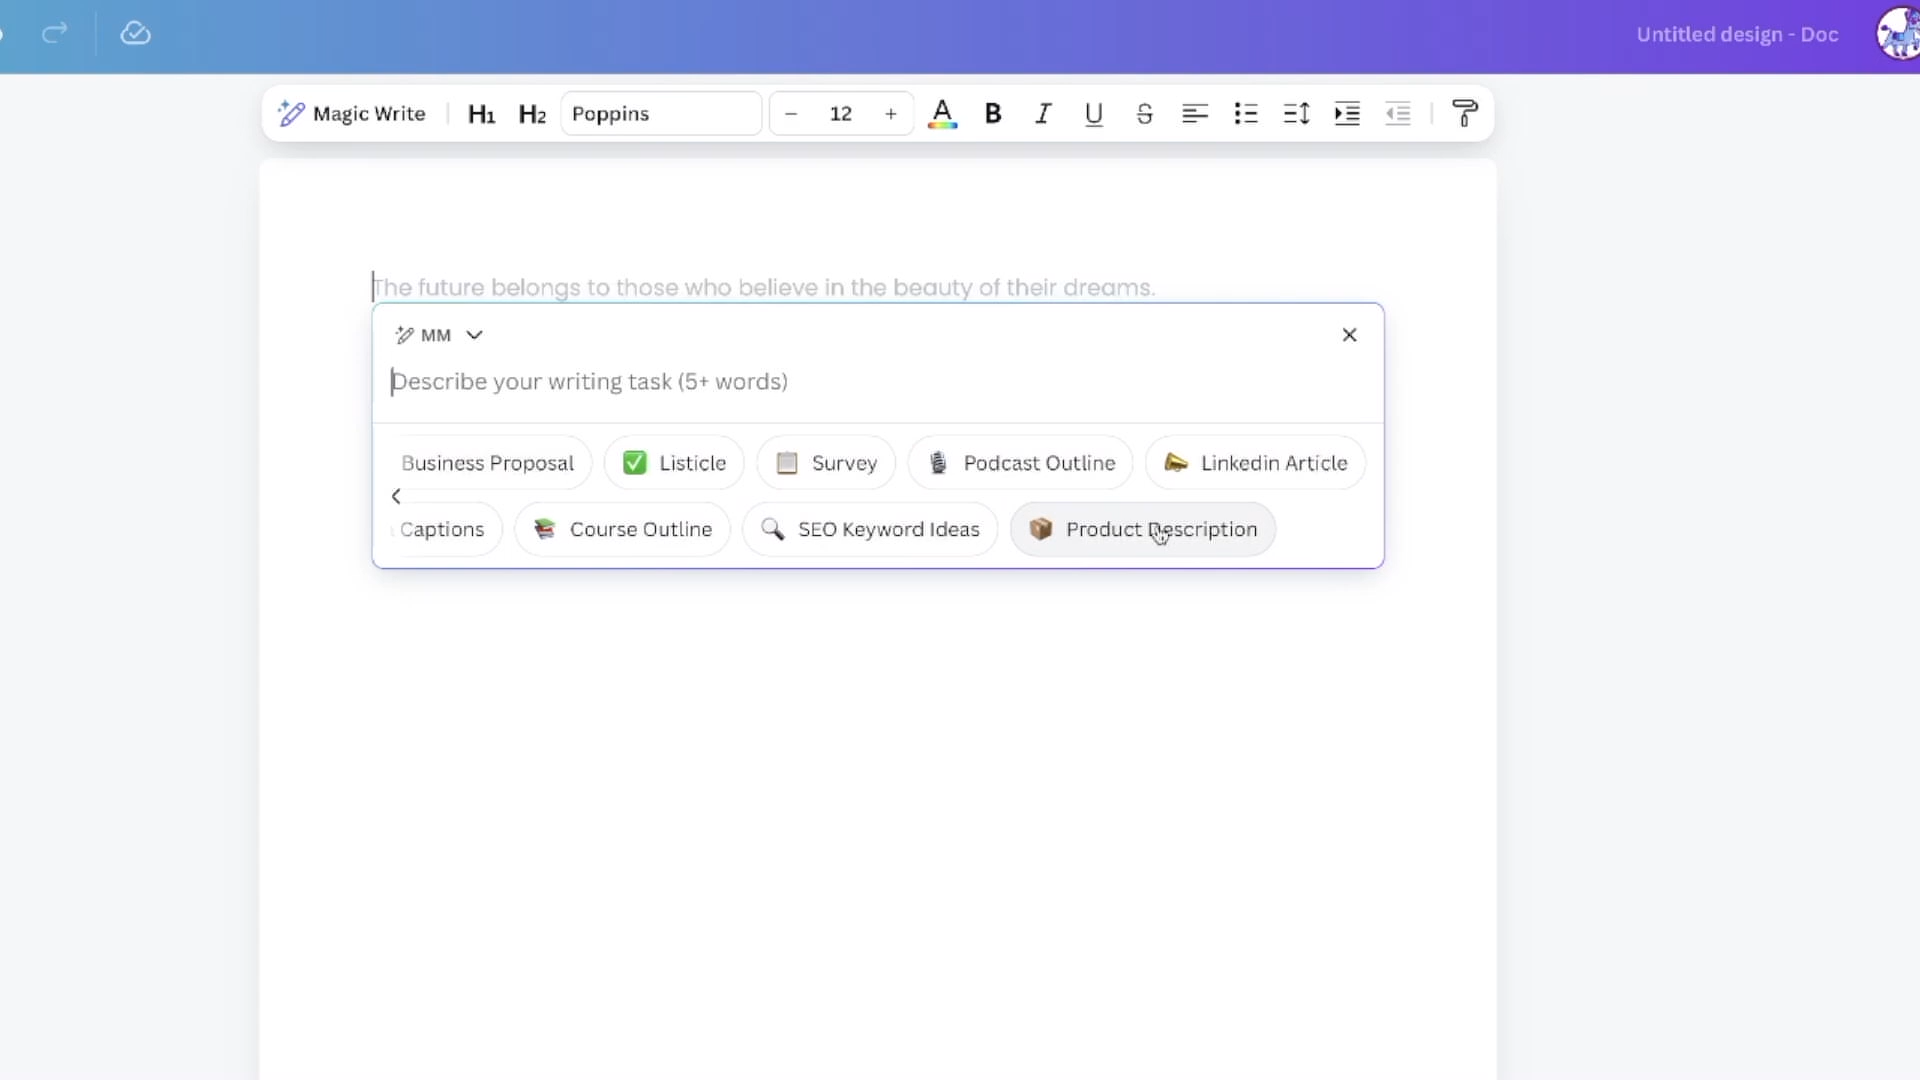 Untitled design - Doc
Magic Write H1 H2 Poppins − 12 + A B I U S
The future belongs to those who believe in the beauty of their dreams.
MM
Describe your writing task (5+ words)
Business Proposal Listicle Survey Podcast Outline Linkedin Article
Captions Course Outline SEO Keyword Ideas Product Description